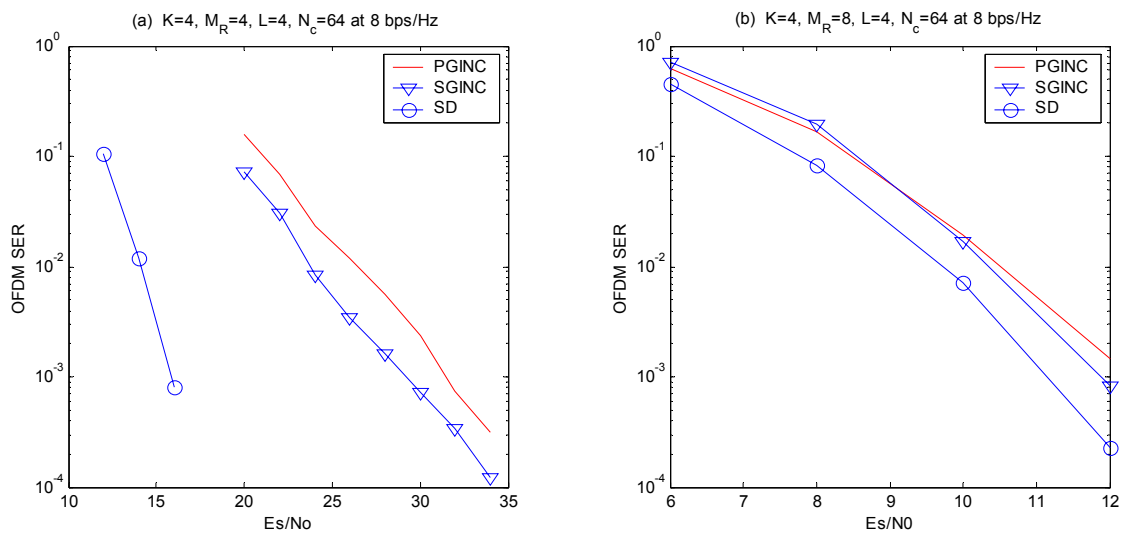 (a) K=4, M_R=4, L=4, N_c=64 at 8 bps/Hz
10^0
10^-1
10^-2
10^-3
10^-4
OFDM SER
PGINC
SGINC
SD
10 15 20 25 30 35
Es/No
(b) K=4, M_R=8, L=4, N_c=64 at 8 bps/Hz
10^0
10^-1
10^-2
10^-3
10^-4
OFDM SER
PGINC
SGINC
SD
6 7 8 9 10 11 12
Es/N0